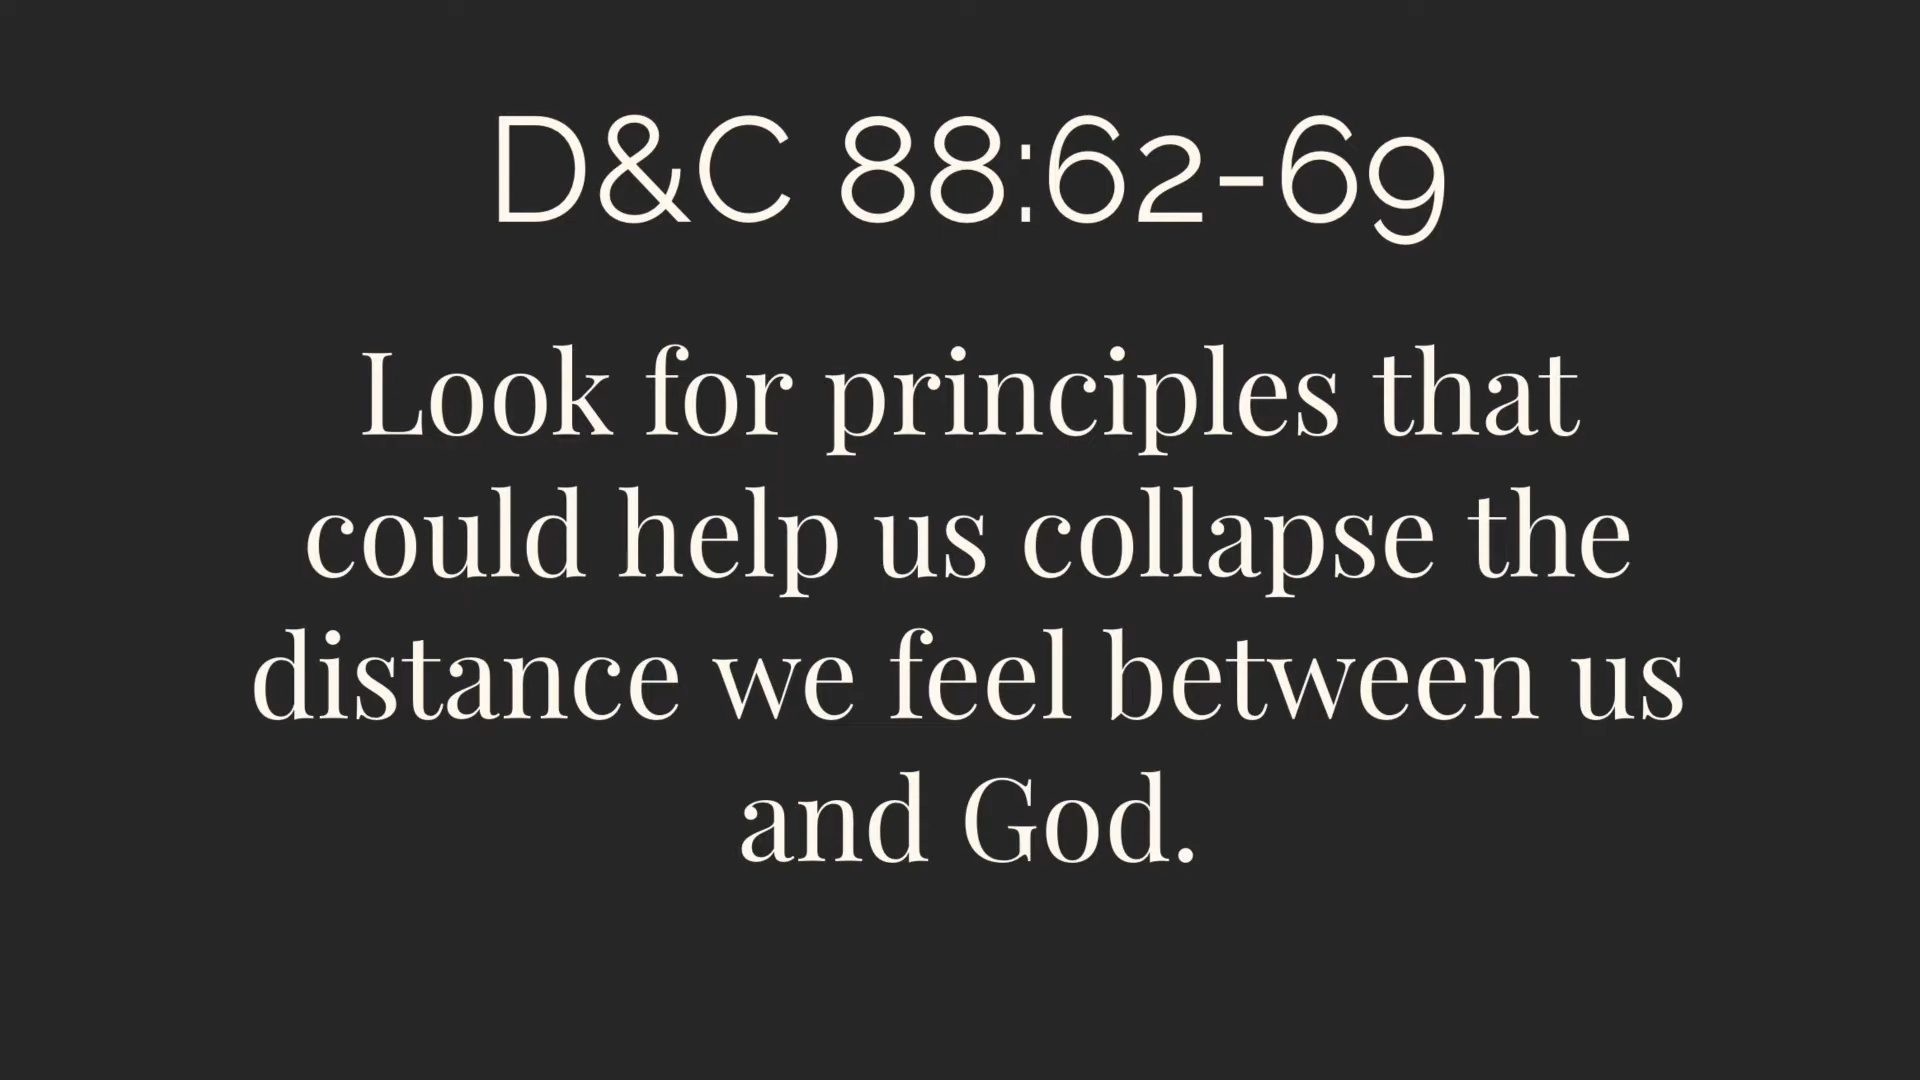 D&C 88:62-69
Look for principles that
could help us collapse the
distance we feel between us
and God.